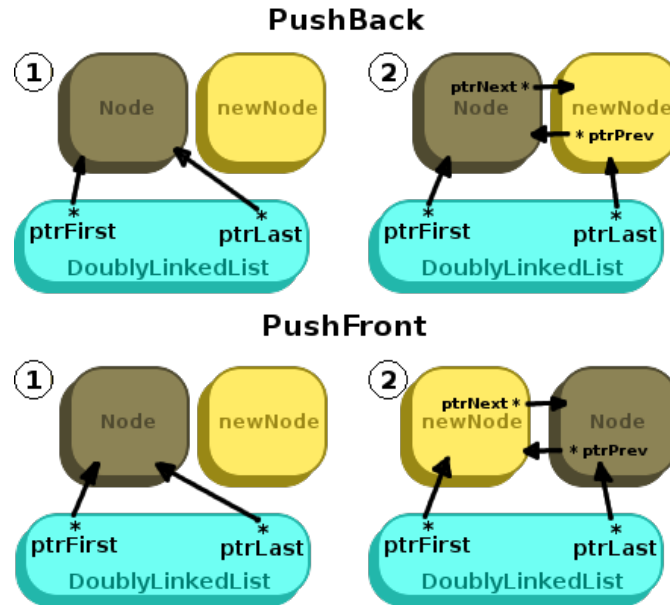 PushBack
1
Node
newNode
*
*
ptrFirst
ptrLast
DoublyLinkedList
2
ptrNext *
Node
newNode
* ptrPrev
*
*
ptrFirst
ptrLast
DoublyLinkedList
PushFront
1
Node
newNode
*
*
ptrFirst
ptrLast
DoublyLinkedList
2
ptrNext *
newNode
Node
* ptrPrev
*
*
ptrFirst
ptrLast
DoublyLinkedList